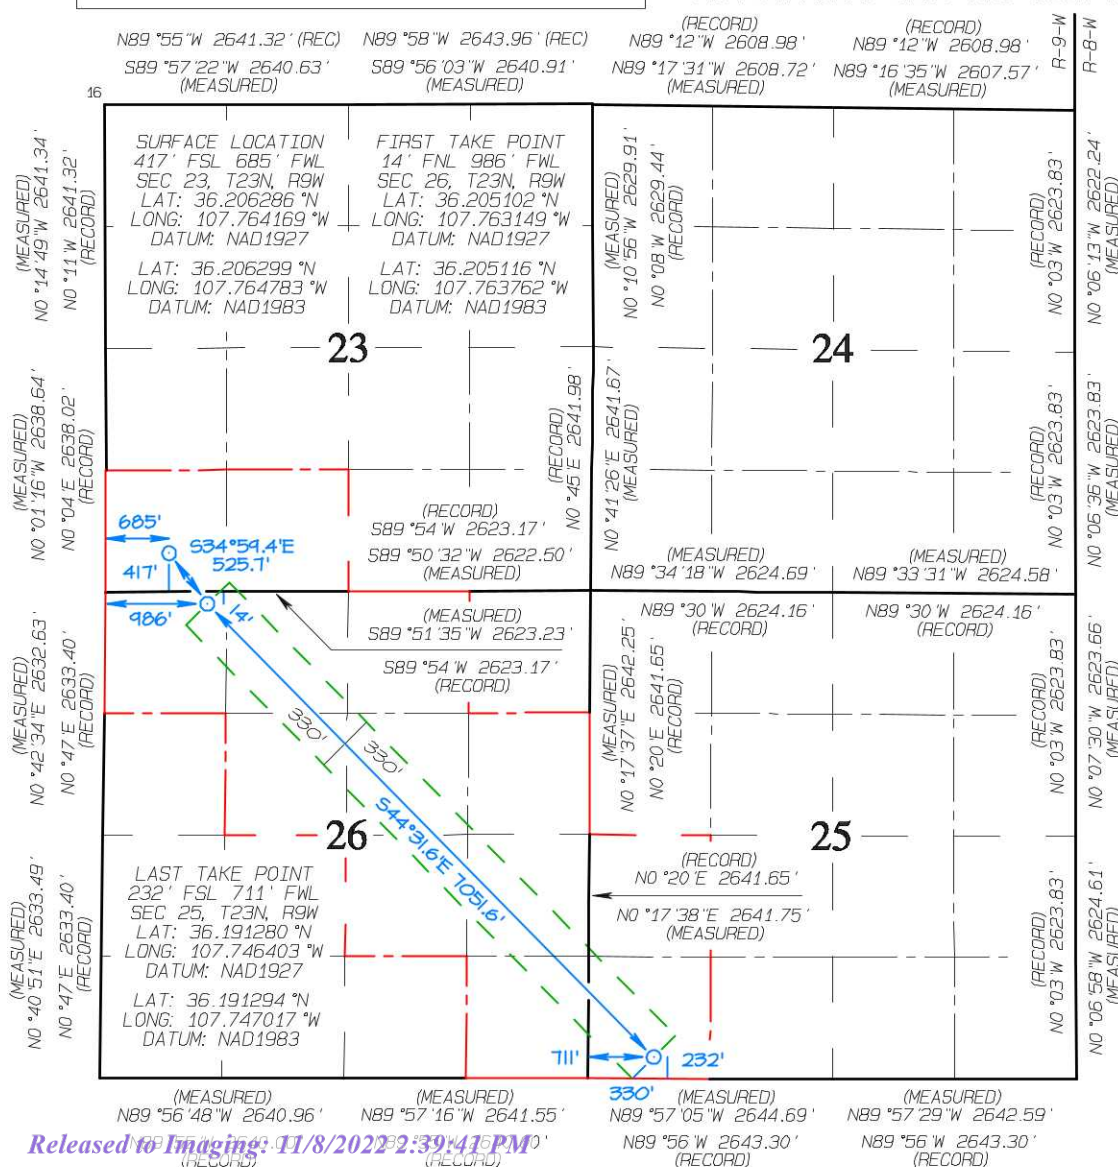 (RECORD)
(RECORD)
N89 °55 'W 2641.32 ' (REC)
N89 °58 'W 2643.96 ' (REC)
N89 °12 'W 2608.98 '
N89 °12 'W 2608.98 '
R-9-W
R-8-W
S89 °57 '22 "W 2640.63 '
S89 °56 '03 "W 2640.91 '
N89 °17 '31 "W 2608.72 '
N89 °16 '35 "W 2607.57 '
(MEASURED)
(MEASURED)
(MEASURED)
(MEASURED)
16
SURFACE LOCATION
417 ' FSL 685 ' FWL
SEC 23, T23N, R9W
LAT: 36.206286 °N
LONG: 107.764169 °W
DATUM: NAD1927
LAT: 36.206299 °N
LONG: 107.764783 °W
DATUM: NAD1983
FIRST TAKE POINT
14 ' FNL 986 ' FWL
SEC 26, T23N, R9W
LAT: 36.205102 °N
LONG: 107.763149 °W
DATUM: NAD1927
LAT: 36.205116 °N
LONG: 107.763762 °W
DATUM: NAD1983
(MEASURED)
N0 °14 '49 "W 2641.34 '
N0 °11 'W 2641.32 '
(RECORD)
(MEASURED)
N0 °10 '56 "W 2629.91 '
N0 °08 'W 2629.44 '
(RECORD)
(RECORD)
N0 °03 'W 2623.83 '
N0 °06 '13 "W 2622.24 '
(MEASURED)
23
24
(MEASURED)
N0 °01 '16 "W 2638.64 '
N0 °04 'E 2638.02 '
(RECORD)
(RECORD)
N0 °45 'E 2641.98 '
N0 °41 '26 "E 2641.67 '
(MEASURED)
(RECORD)
N0 °03 'W 2623.83 '
N0 °06 '35 "W 2623.83 '
(MEASURED)
(RECORD)
S89 °54 'W 2623.17 '
S89 °50 '32 "W 2622.50 '
(MEASURED)
685'
S34°59.4'E
525.7'
417'
(MEASURED)
N89 °34 '18 "W 2624.69 '
(MEASURED)
N89 °33 '31 "W 2624.58 '
986'
14'
(MEASURED)
S89 °51 '35 "W 2623.23 '
S89 °54 'W 2623.17 '
(RECORD)
N89 °30 'W 2624.16 '
(RECORD)
N89 °30 'W 2624.16 '
(RECORD)
(MEASURED)
N0 °42 '34 "E 2632.63 '
N0 °47 'E 2633.40 '
(RECORD)
(MEASURED)
N0 °17 '37 "E 2642.25 '
N0 °20 'E 2641.65 '
(RECORD)
(RECORD)
N0 °03 'W 2623.83 '
N0 °07 '30 "W 2623.66 '
(MEASURED)
330'
330'
S44°31.6'E 7051.6'
26
25
LAST TAKE POINT
232 ' FSL 711 ' FWL
SEC 25, T23N, R9W
LAT: 36.191280 °N
LONG: 107.746403 °W
DATUM: NAD1927
LAT: 36.191294 °N
LONG: 107.747017 °W
DATUM: NAD1983
(RECORD)
N0 °20 'E 2641.65 '
N0 °17 '38 "E 2641.75 '
(MEASURED)
(MEASURED)
N0 °40 '51 "E 2633.49 '
N0 °47 'E 2633.40 '
(RECORD)
(RECORD)
N0 °03 'W 2623.83 '
N0 °06 '58 "W 2624.61 '
(MEASURED)
711'
232'
330'
(MEASURED)
N89 °56 '48 "W 2640.96 '
(MEASURED)
N89 °57 '16 "W 2641.55 '
(MEASURED)
N89 °57 '05 "W 2644.69 '
(MEASURED)
N89 °57 '29 "W 2642.59 '
Released to Imaging: 11/8/2022 2:39:41 PM
N89 °56 'W 2643.30 '
N89 °56 'W 2643.30 '
(RECORD)
(RECORD)
(RECORD)
(RECORD)